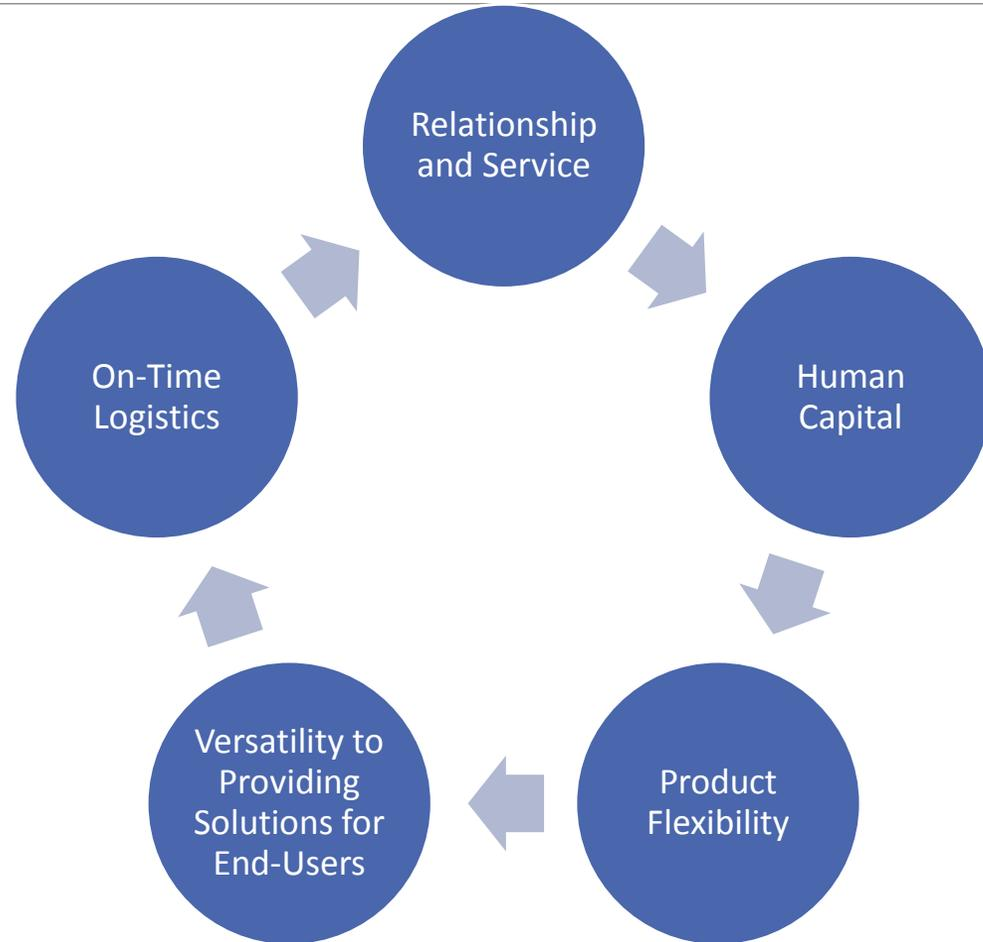 Relationship
and Service
Human
Capital
Product
Flexibility
Versatility to
Providing
Solutions for
End-Users
On-Time
Logistics